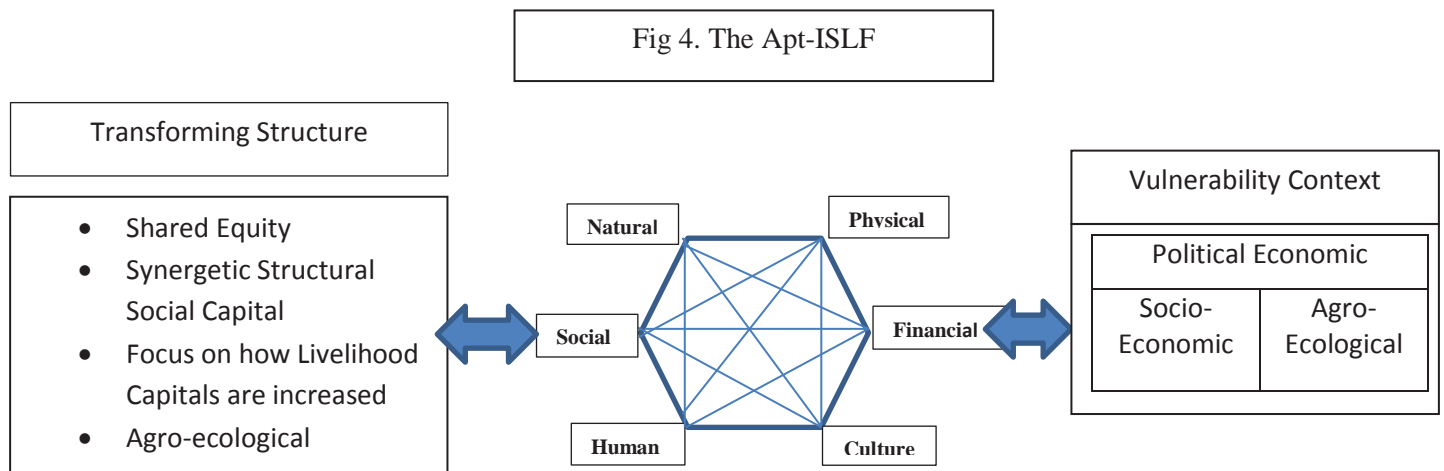 Fig 4. The Apt-ISLF
Transforming Structure
• Shared Equity
• Synergetic Structural
Social Capital
• Focus on how Livelihood
Capitals are increased
• Agro-ecological
Natural
Physical
Social
Financial
Human
Culture
Vulnerability Context
Political Economic
Socio-
Economic
Agro-
Ecological